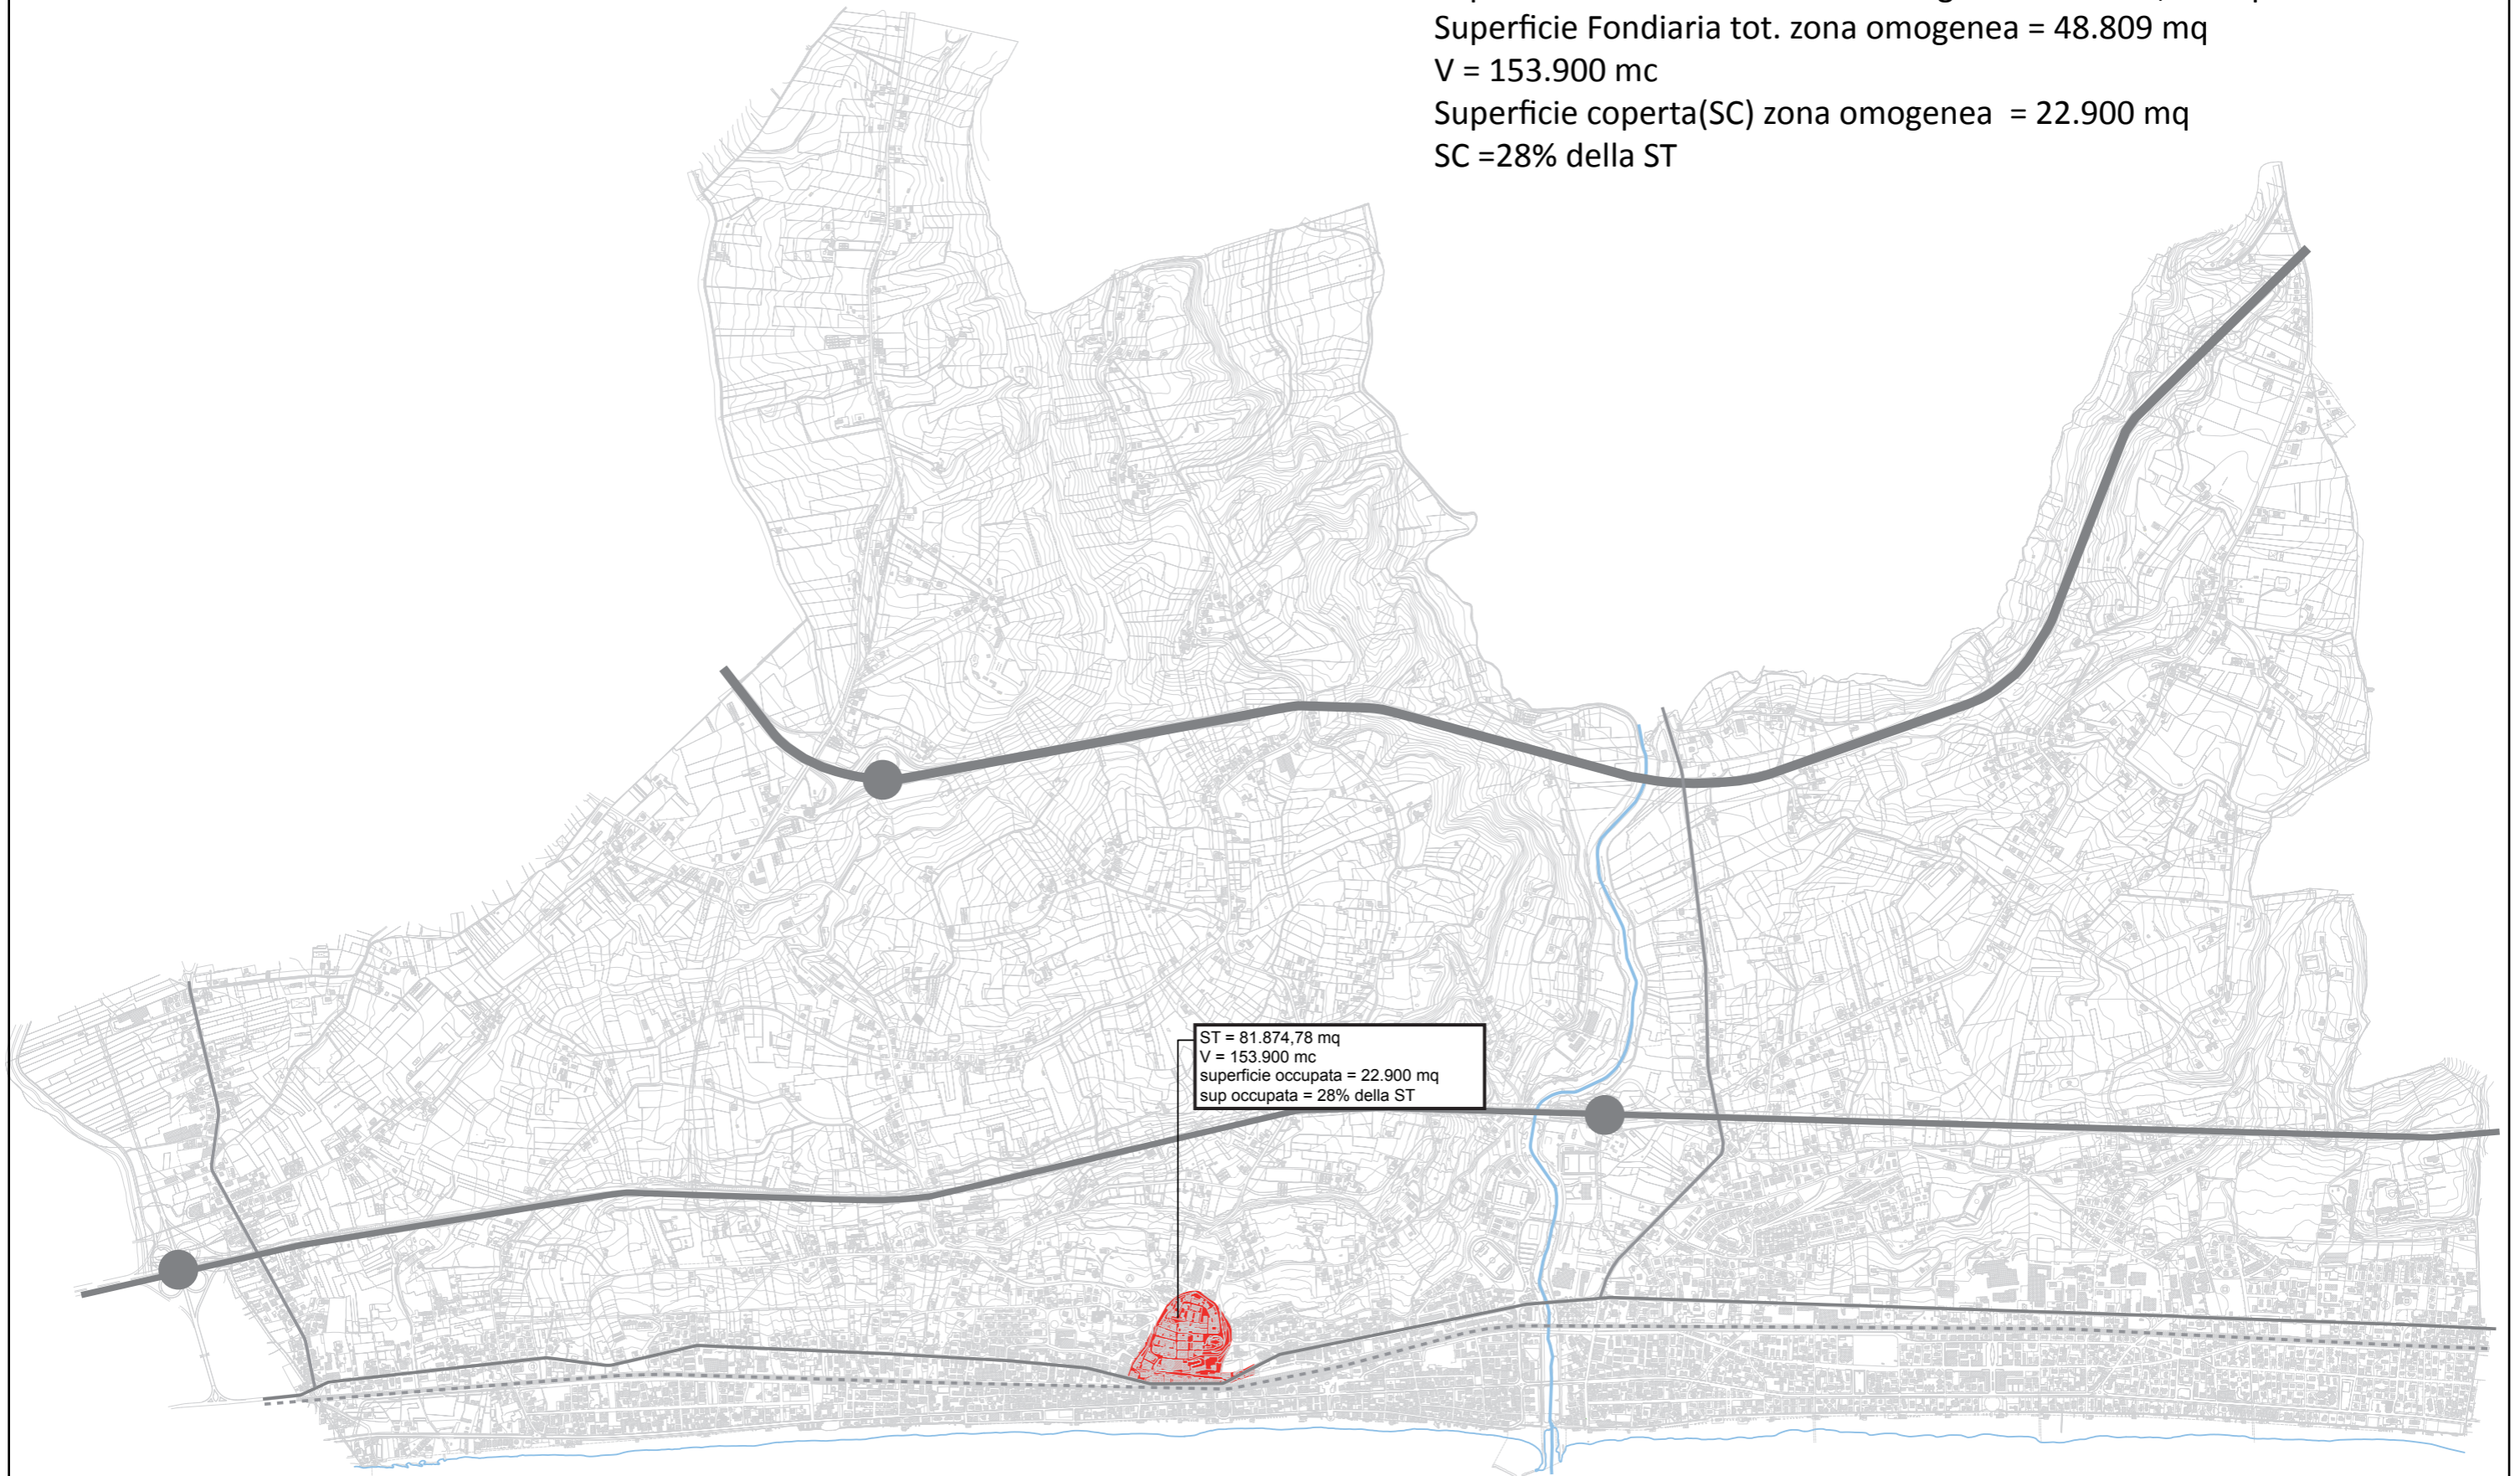 Superficie Fondiaria tot. zona omogenea = 48.809 mq
V = 153.900 mc
Superficie coperta(SC) zona omogenea = 22.900 mq
SC =28% della ST
ST = 81.874,78 mq
V = 153.900 mc
superficie occupata = 22.900 mq
sup occupata = 28% della ST